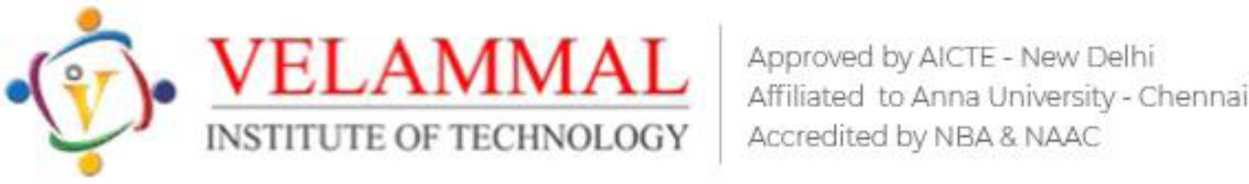 V
VELAMMAL
INSTITUTE OF TECHNOLOGY
Approved by AICTE - New Delhi
Affiliated to Anna University - Chennai
Accredited by NBA & NAAC